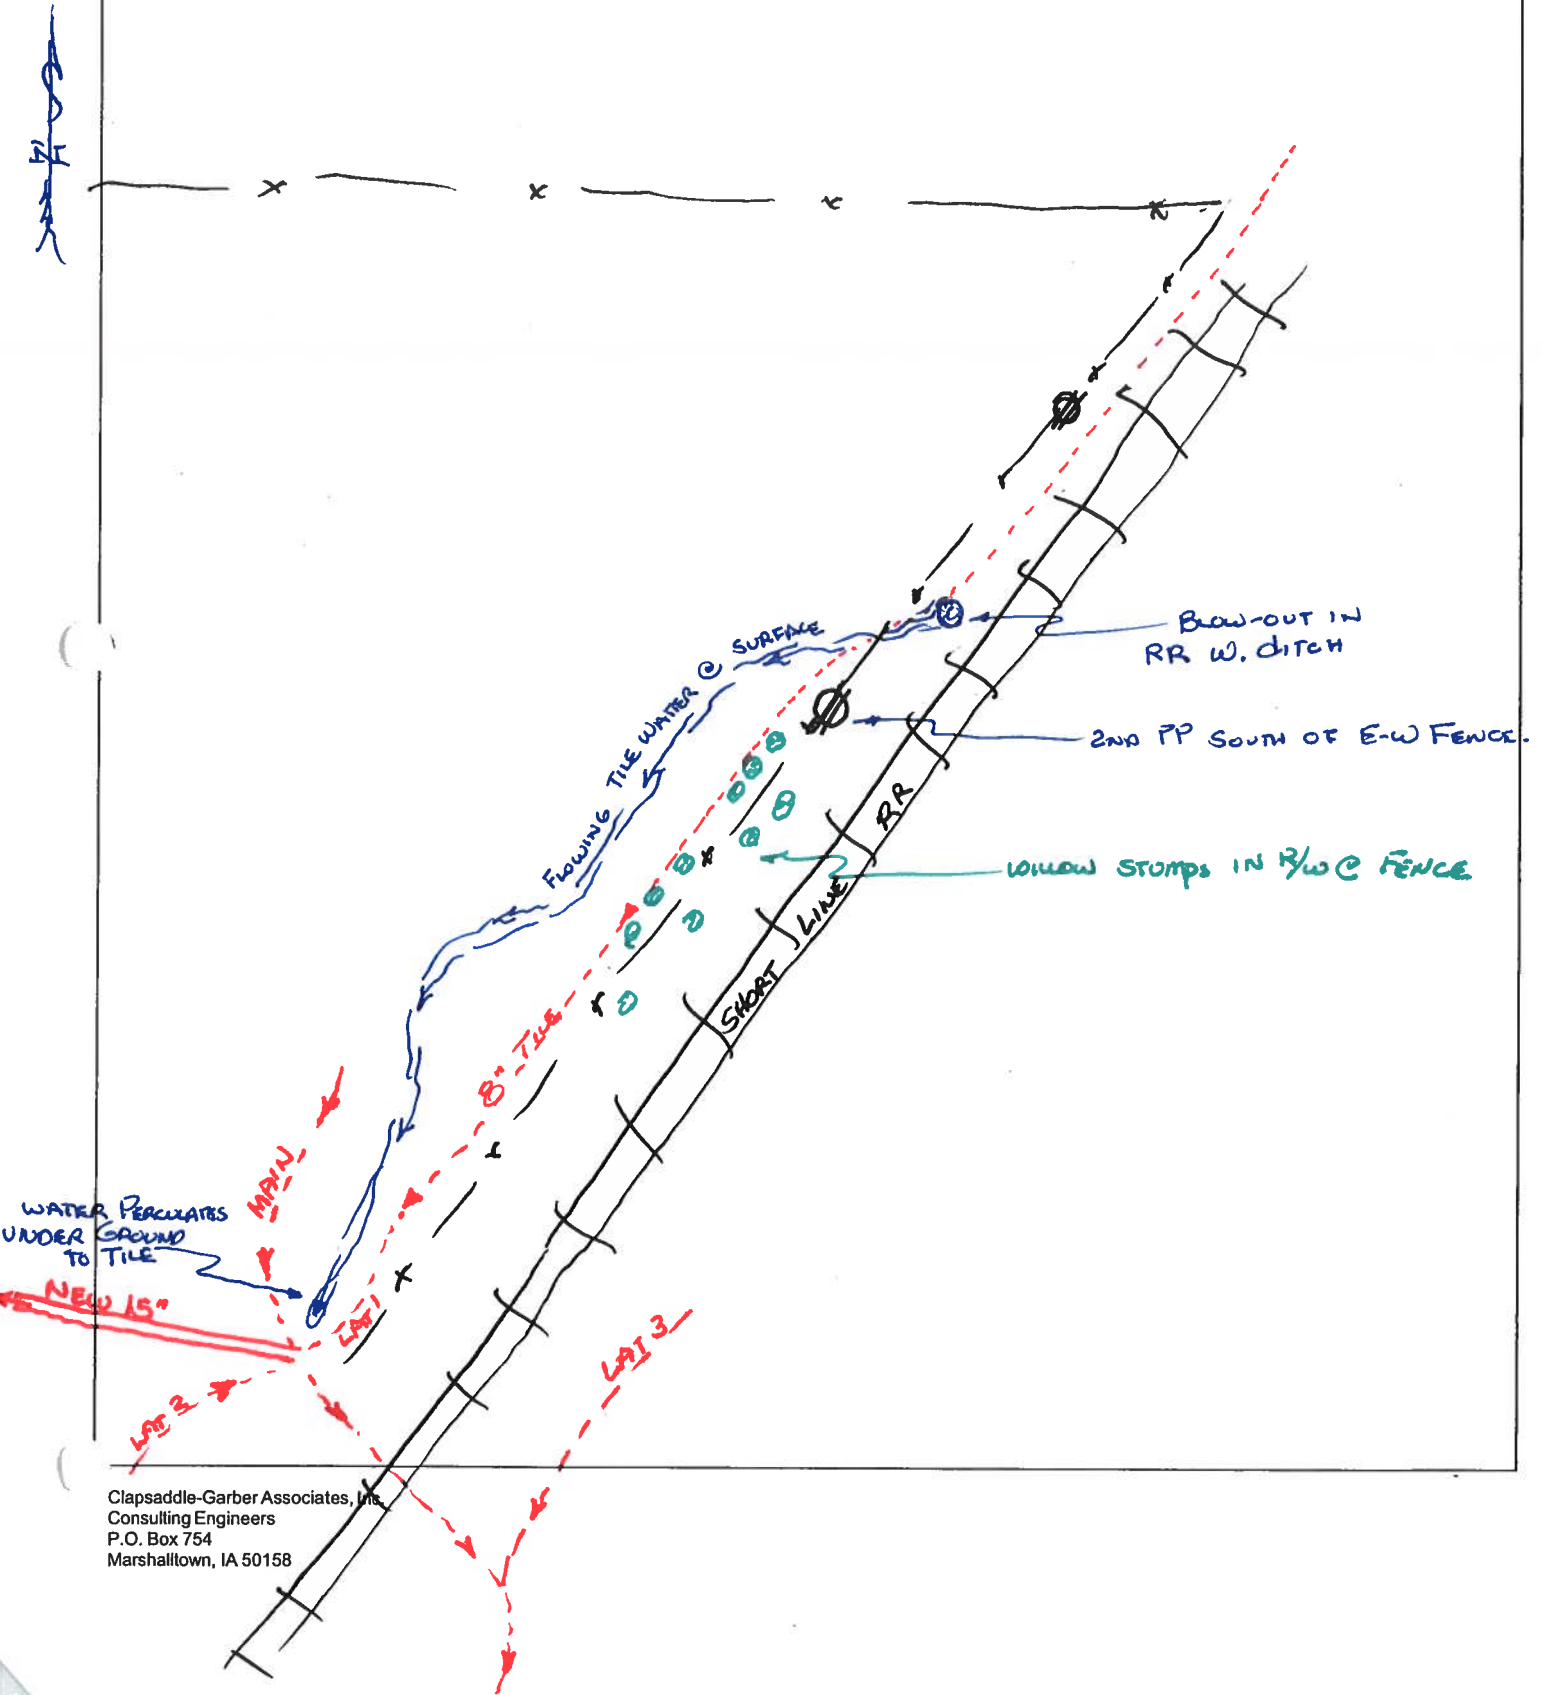 N
BLOW-OUT IN
RR W. DITCH
FLOWING TILE WATER @ SURFACE
2ND PP SOUTH OF E-W FENCE.
SHORT LINE RR
WILLOW STUMPS IN R/W @ FENCE
8" TILE
MAIN
WATER PERCULATES
UNDER GROUND
TO TILE
NEW 15"
LAT 1
LAT 3
LAT 2
Clapsaddle-Garber Associates, Inc.
Consulting Engineers
P.O. Box 754
Marshalltown, IA 50158